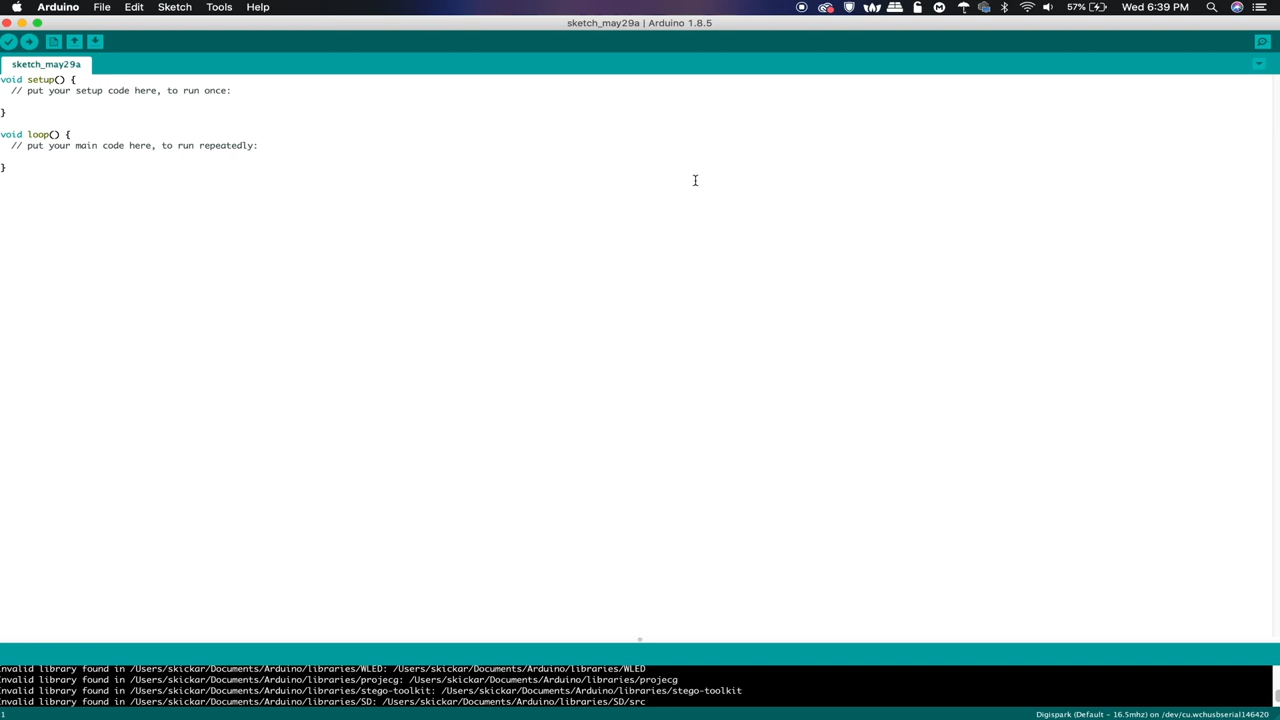 Arduino File Edit Sketch Tools Help 57% Wed 6:39 PM
sketch_may29a | Arduino 1.8.5
sketch_may29a
void setup() {
// put your setup code here, to run once:
}
void loop() {
// put your main code here, to run repeatedly:
}
Invalid library found in /Users/skickar/Documents/Arduino/libraries/WLED: /Users/skickar/Documents/Arduino/libraries/WLED
Invalid library found in /Users/skickar/Documents/Arduino/libraries/projecg: /Users/skickar/Documents/Arduino/libraries/projecg
Invalid library found in /Users/skickar/Documents/Arduino/libraries/stego-toolkit: /Users/skickar/Documents/Arduino/libraries/stego-toolkit
Invalid library found in /Users/skickar/Documents/Arduino/libraries/SD: /Users/skickar/Documents/Arduino/libraries/SD/src
1 Digispark (Default - 16.5mhz) on /dev/cu.wchusbserial146420